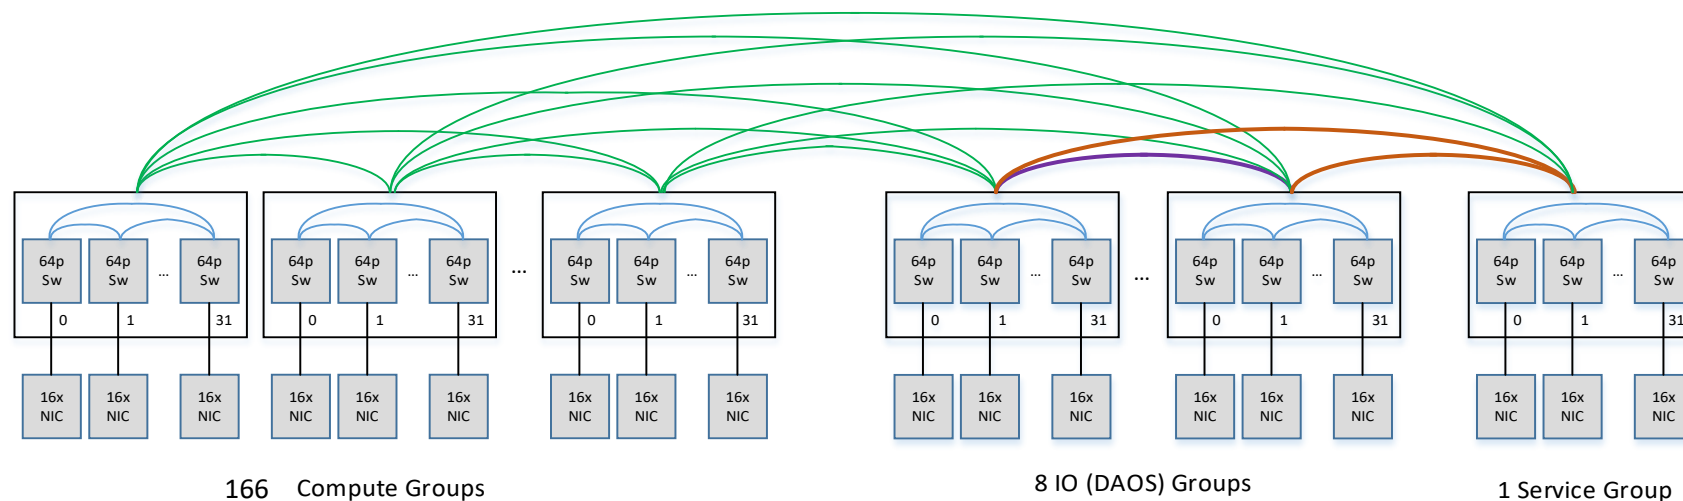 64p Sw 64p Sw ... 64p Sw 64p Sw 64p Sw ... 64p Sw ... 64p Sw 64p Sw ... 64p Sw 64p Sw 64p Sw ... 64p Sw ... 64p Sw 64p Sw ... 64p Sw 64p Sw 64p Sw ... 64p Sw
0 1 31 0 1 31 0 1 31 0 1 31 0 1 31 0 1 31
16x NIC 16x NIC 16x NIC 16x NIC 16x NIC 16x NIC 16x NIC 16x NIC 16x NIC 16x NIC 16x NIC 16x NIC 16x NIC 16x NIC 16x NIC 16x NIC 16x NIC 16x NIC
166 Compute Groups 8 IO (DAOS) Groups 1 Service Group